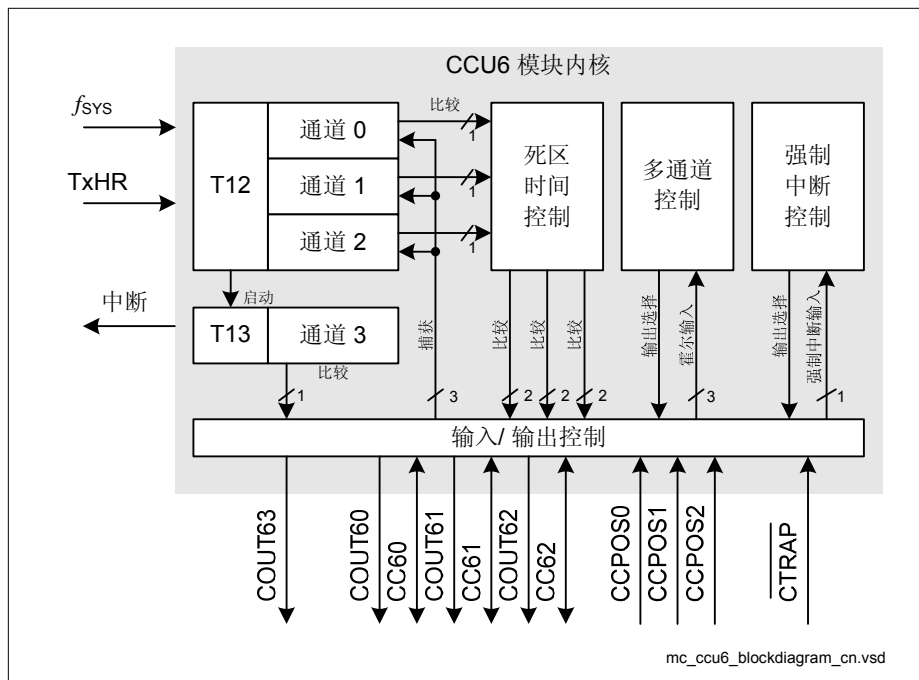 CCU6 模块内核
fSYS
TxHR
中断
T12
通道 0
通道 1
通道 2
比较
1
1
1
死区
时间
控制
多通道
控制
强制
中断
控制
启动
T13
通道 3
比较
1
捕获
3
比较
2
比较
2
比较
2
输出选择
霍尔输入
3
输出选择
强制中断输入
1
输入/ 输出控制
COUT63
COUT60
CC60
COUT61
CC61
COUT62
CC62
CCPOS0
CCPOS1
CCPOS2
CTRAP
mc_ccu6_blockdiagram_cn.vsd